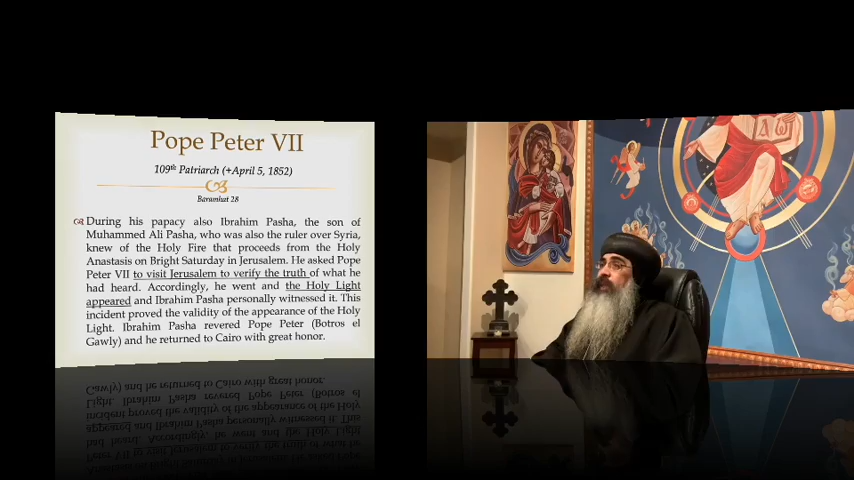 Pope Peter VII
109th Patriarch (+April 5, 1852)
Baramhat 28
During his papacy also Ibrahim Pasha, the son of
Muhammed Ali Pasha, who was also the ruler over Syria,
knew of the Holy Fire that proceeds from the Holy
Anastasis on Bright Saturday in Jerusalem. He asked Pope
Peter VII to visit Jerusalem to verify the truth of what he
had heard. Accordingly, he went and the Holy Light
appeared and Ibrahim Pasha personally witnessed it. This
incident proved the validity of the appearance of the Holy
Light. Ibrahim Pasha revered Pope Peter (Botros el
Gawly) and he returned to Cairo with great honor.
Α Ω